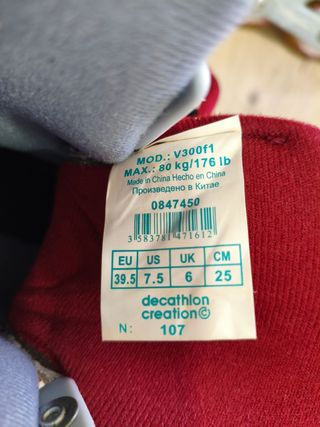 MOD.: V300f1
MAX.: 80 kg/176 lb
Made in China Hecho en China
Произведено в Китае
0847450
3 583781 471612
EU US UK CM
39.5 7.5 6 25
decathlon
creation©
N: 107